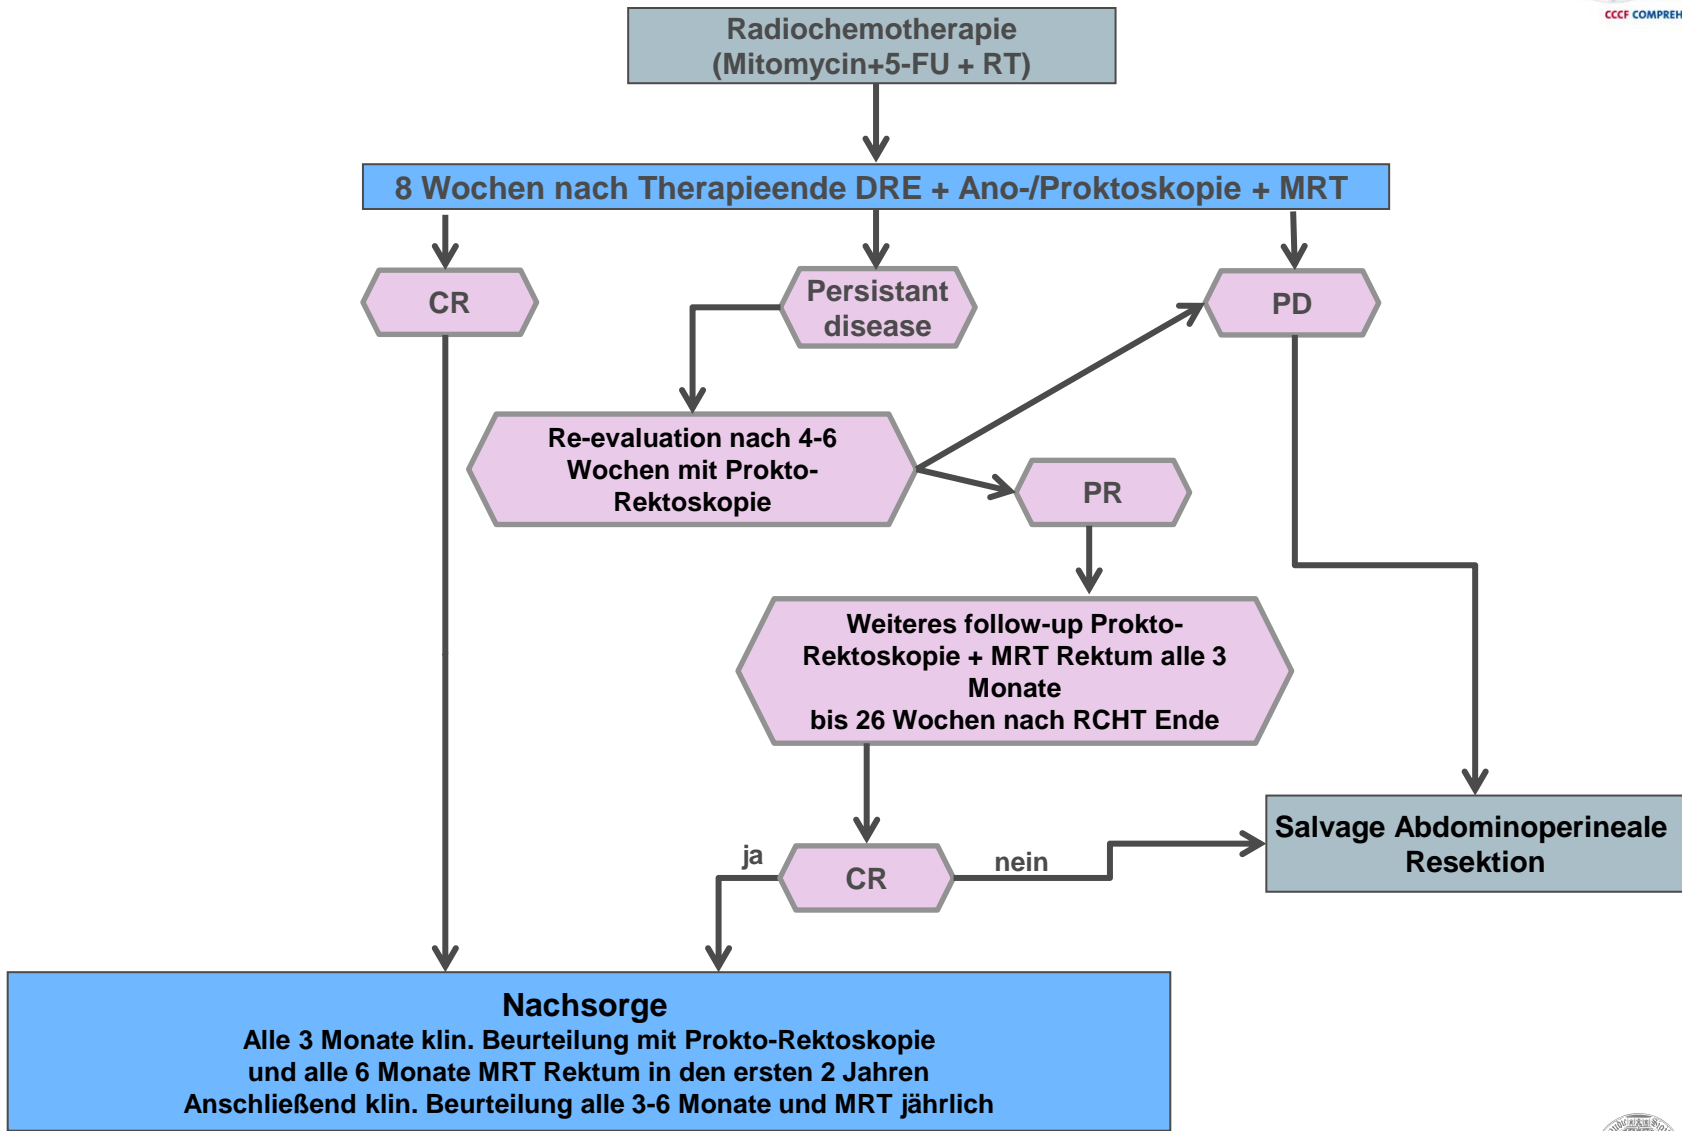 CCCF COMPREH
Radiochemotherapie
(Mitomycin+5-FU + RT)
8 Wochen nach Therapieende DRE + Ano-/Proktoskopie + MRT
CR
Persistant
disease
PD
Re-evaluation nach 4-6
Wochen mit Prokto-
Rektoskopie
PR
Weiteres follow-up Prokto-
Rektoskopie + MRT Rektum alle 3
Monate
bis 26 Wochen nach RCHT Ende
ja
CR
nein
Salvage Abdominoperineale
Resektion
Nachsorge
Alle 3 Monate klin. Beurteilung mit Prokto-Rektoskopie
und alle 6 Monate MRT Rektum in den ersten 2 Jahren
Anschließend klin. Beurteilung alle 3-6 Monate und MRT jährlich